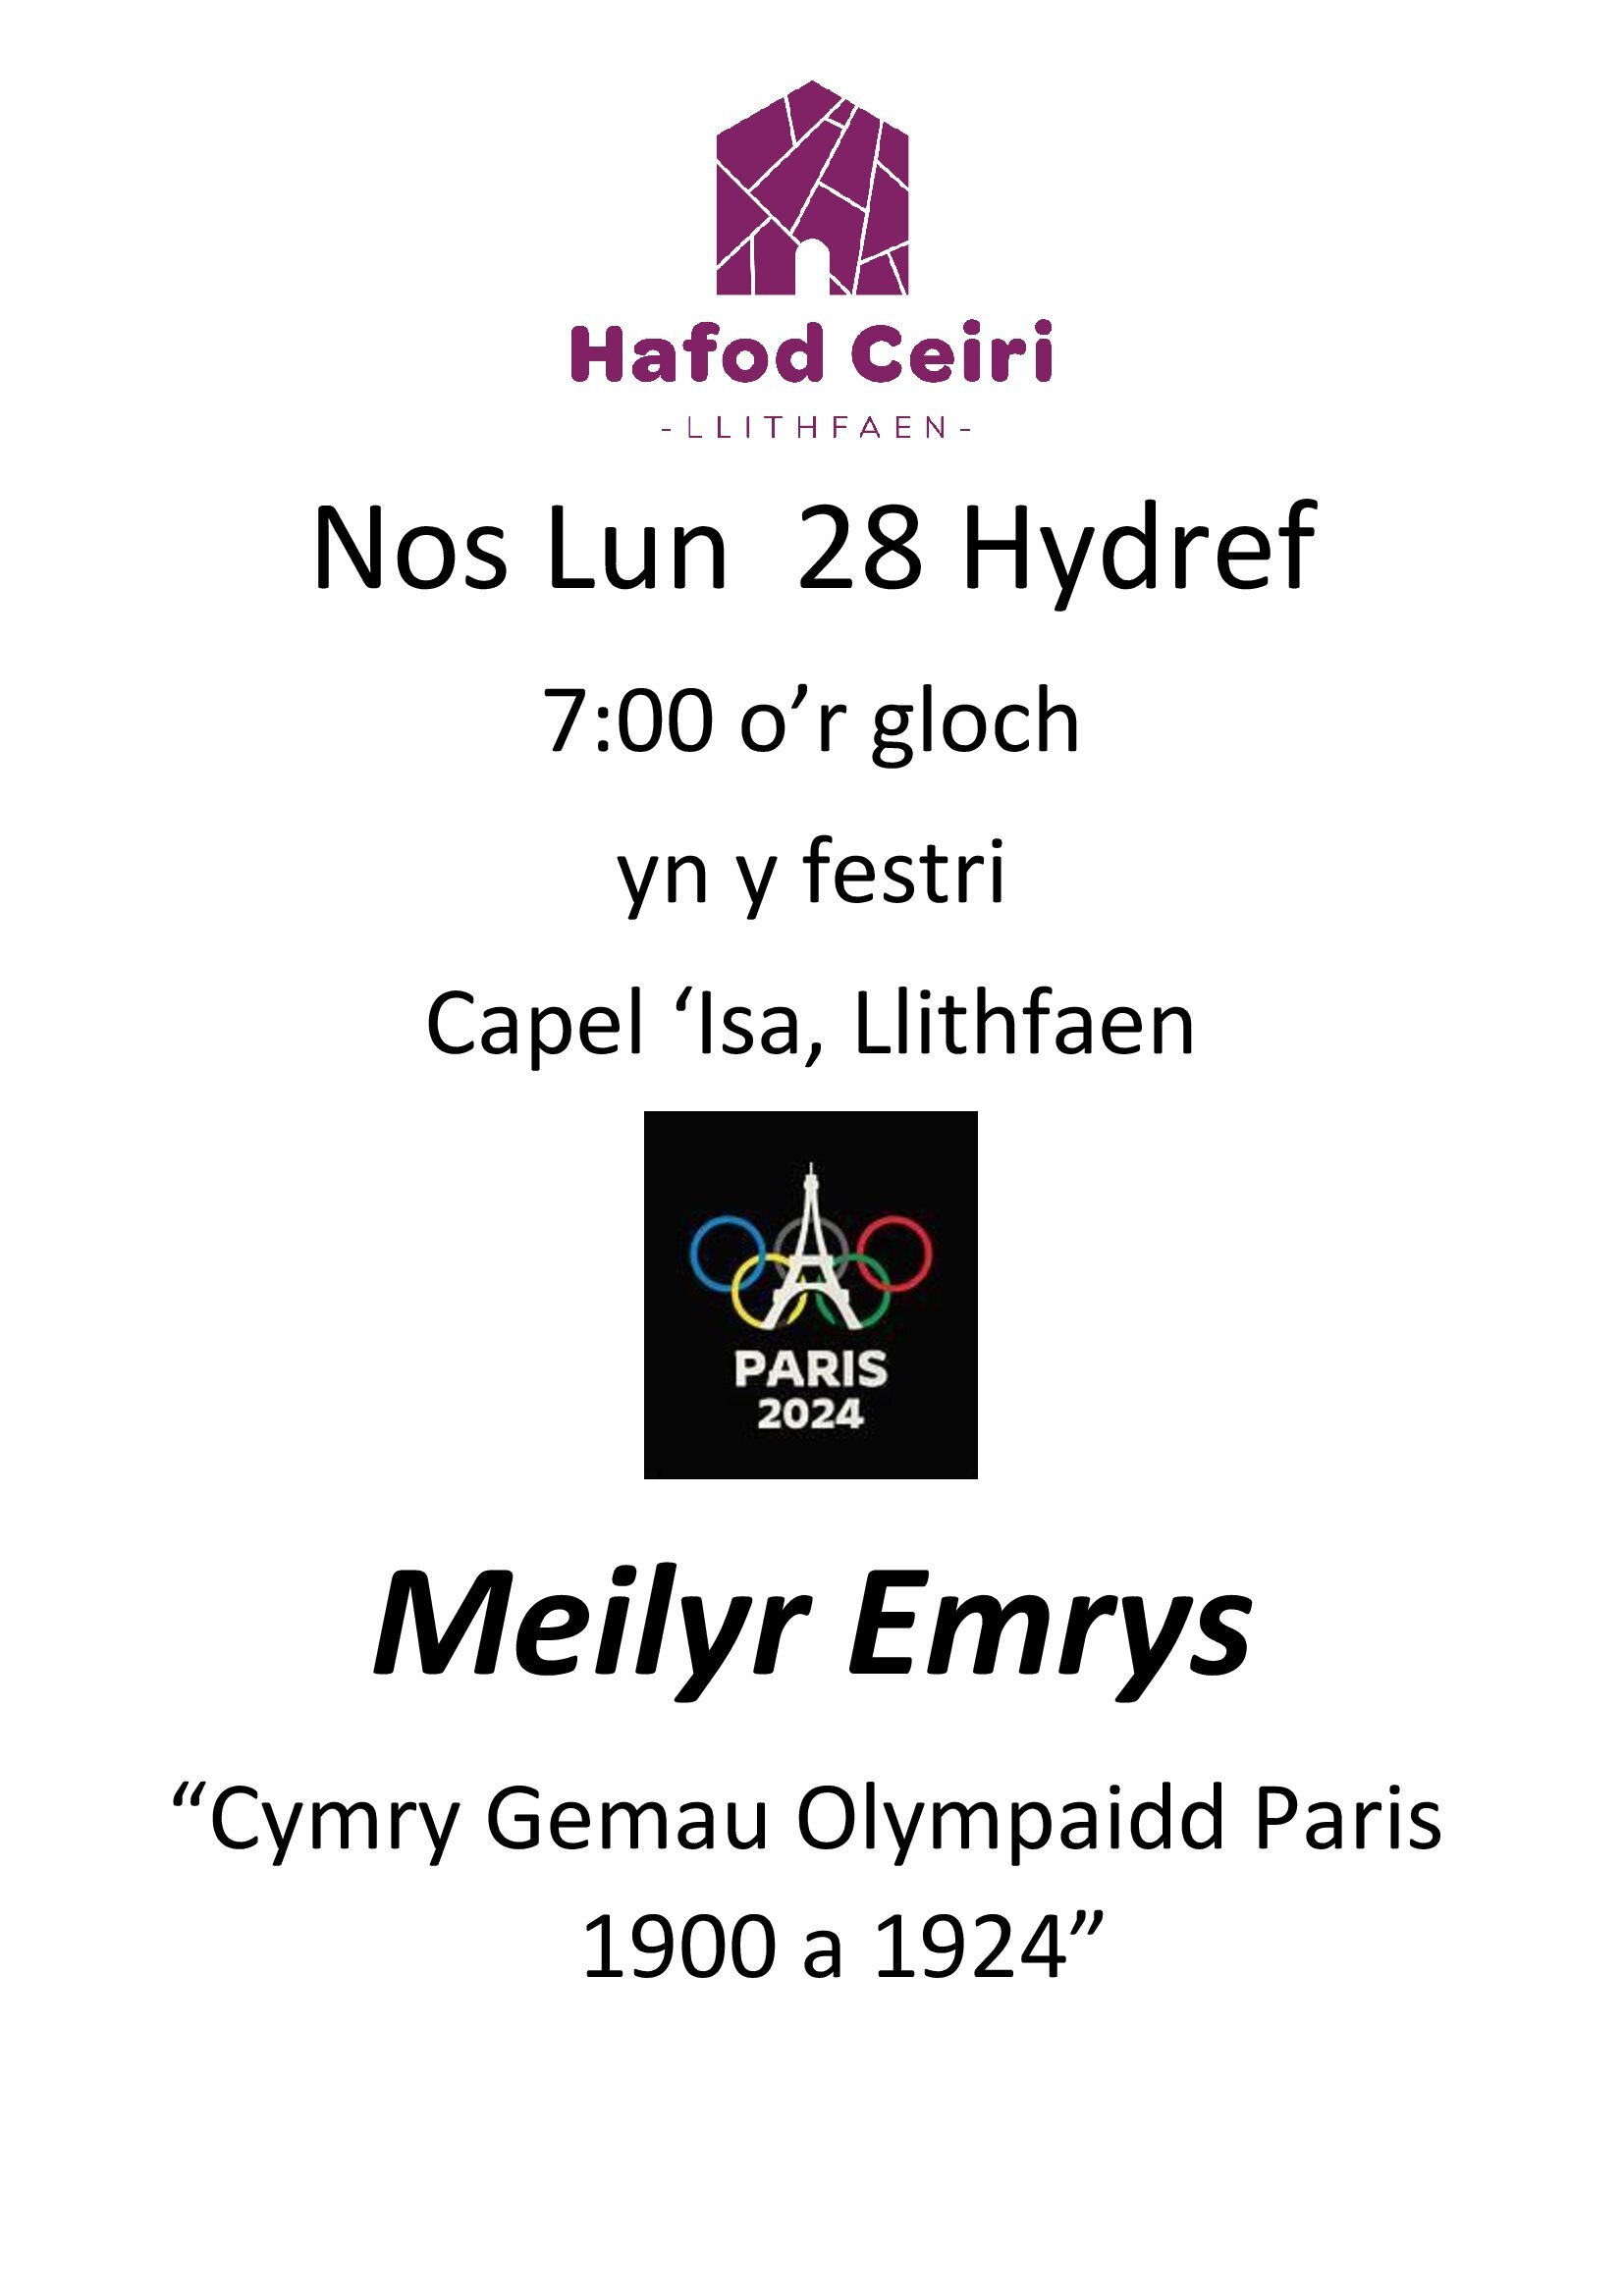 Hafod Ceiri
-LLITHFAEN-
Nos Lun  28 Hydref
7:00 o’r gloch
yn y festri
Capel ‘Isa, Llithfaen
PARIS
2024
Meilyr Emrys
“Cymry Gemau Olympaidd Paris
1900 a 1924”